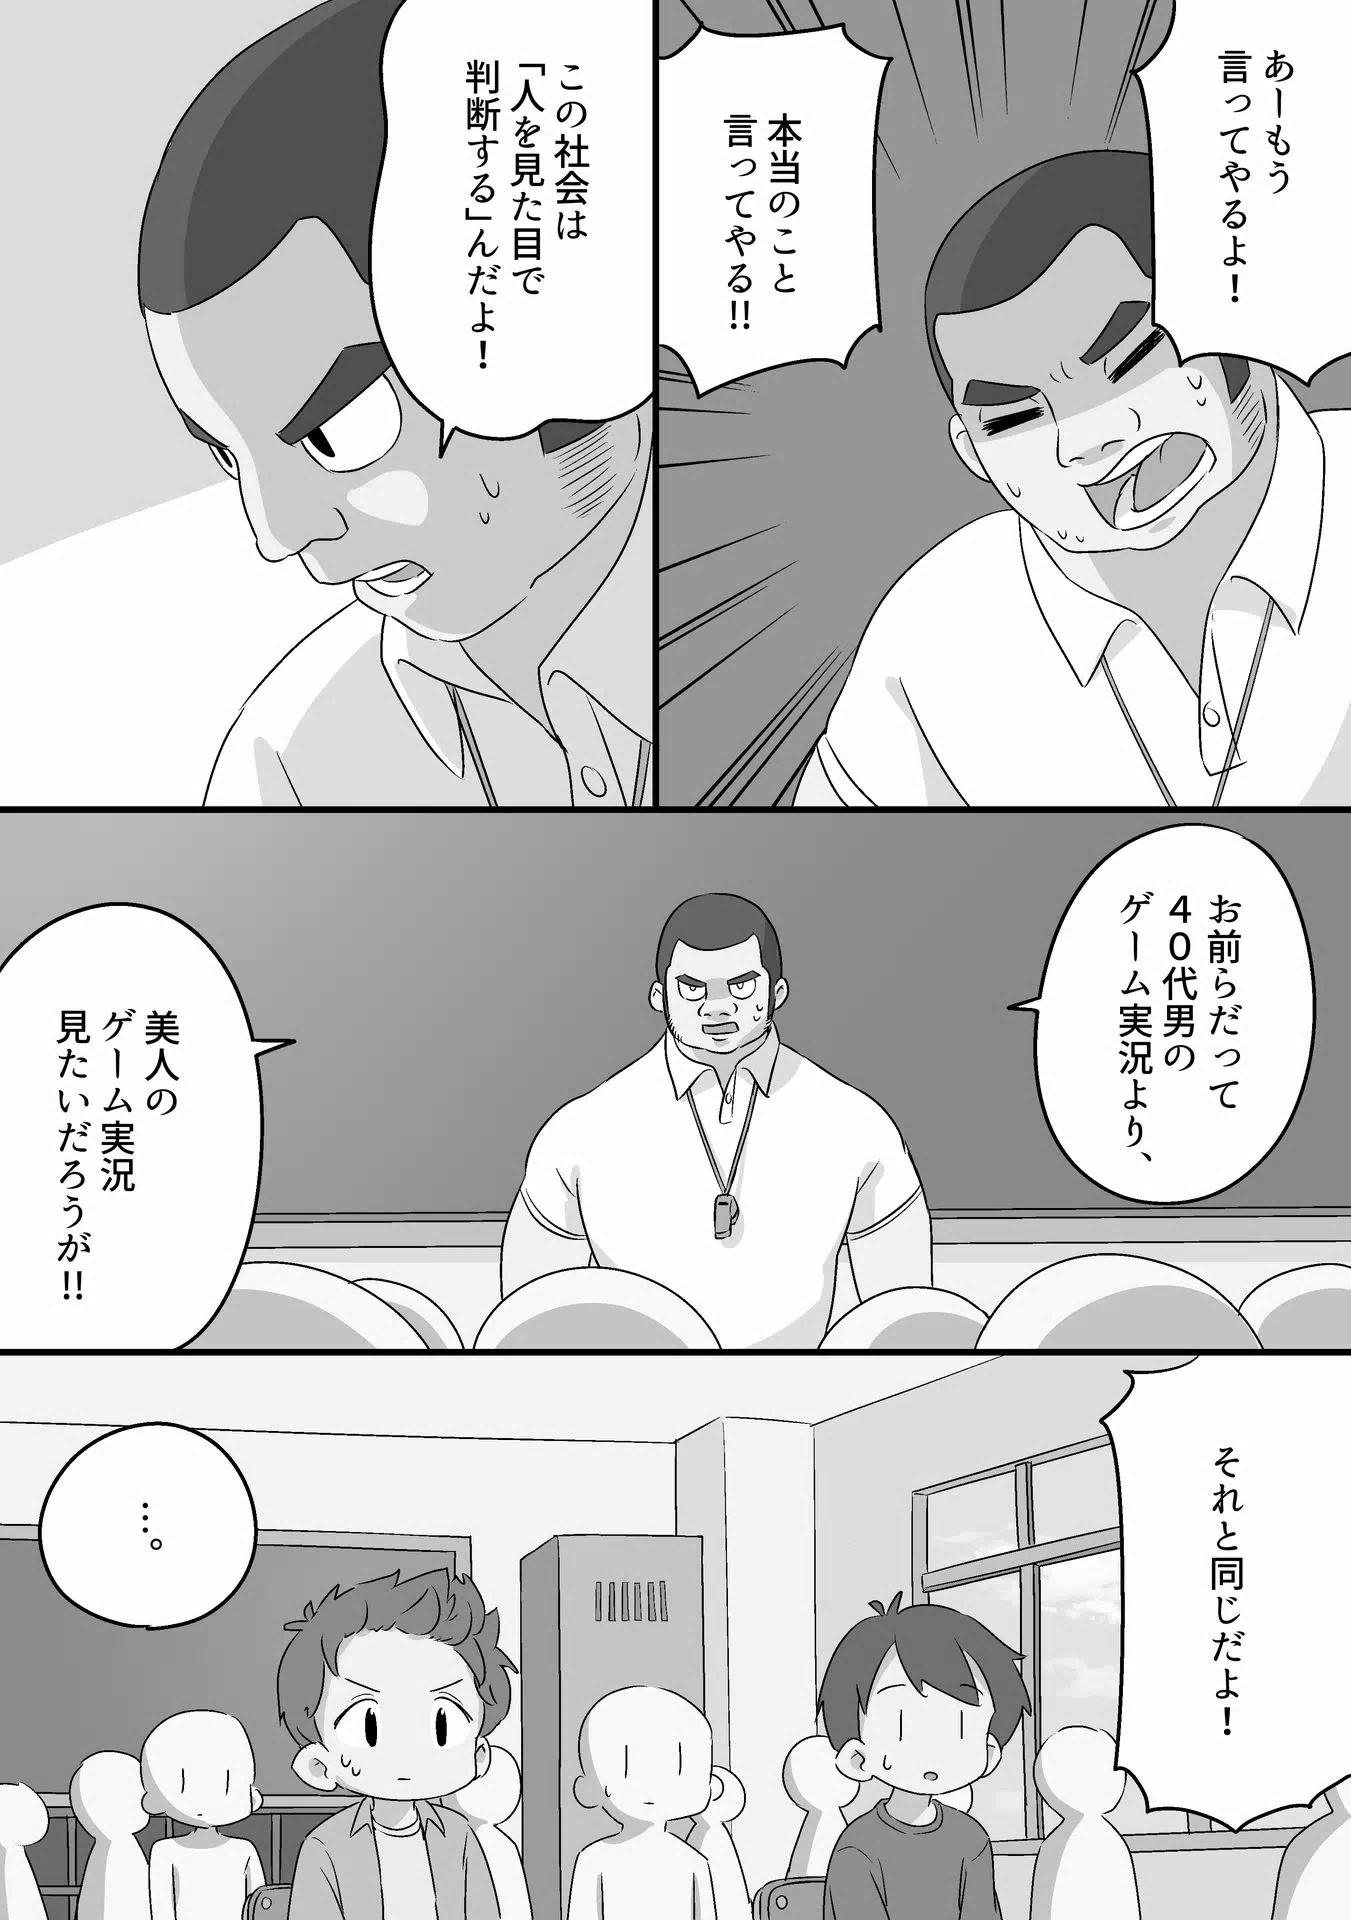 あーもう
言ってやるよ！
本当のこと
言ってやる!!
この社会は
「人を見た目で
判断する」んだよ！
お前らだって
４０代男の
ゲーム実況より、
美人の
ゲーム実況
見たいだろうが!!
それと同じだよ！
…。